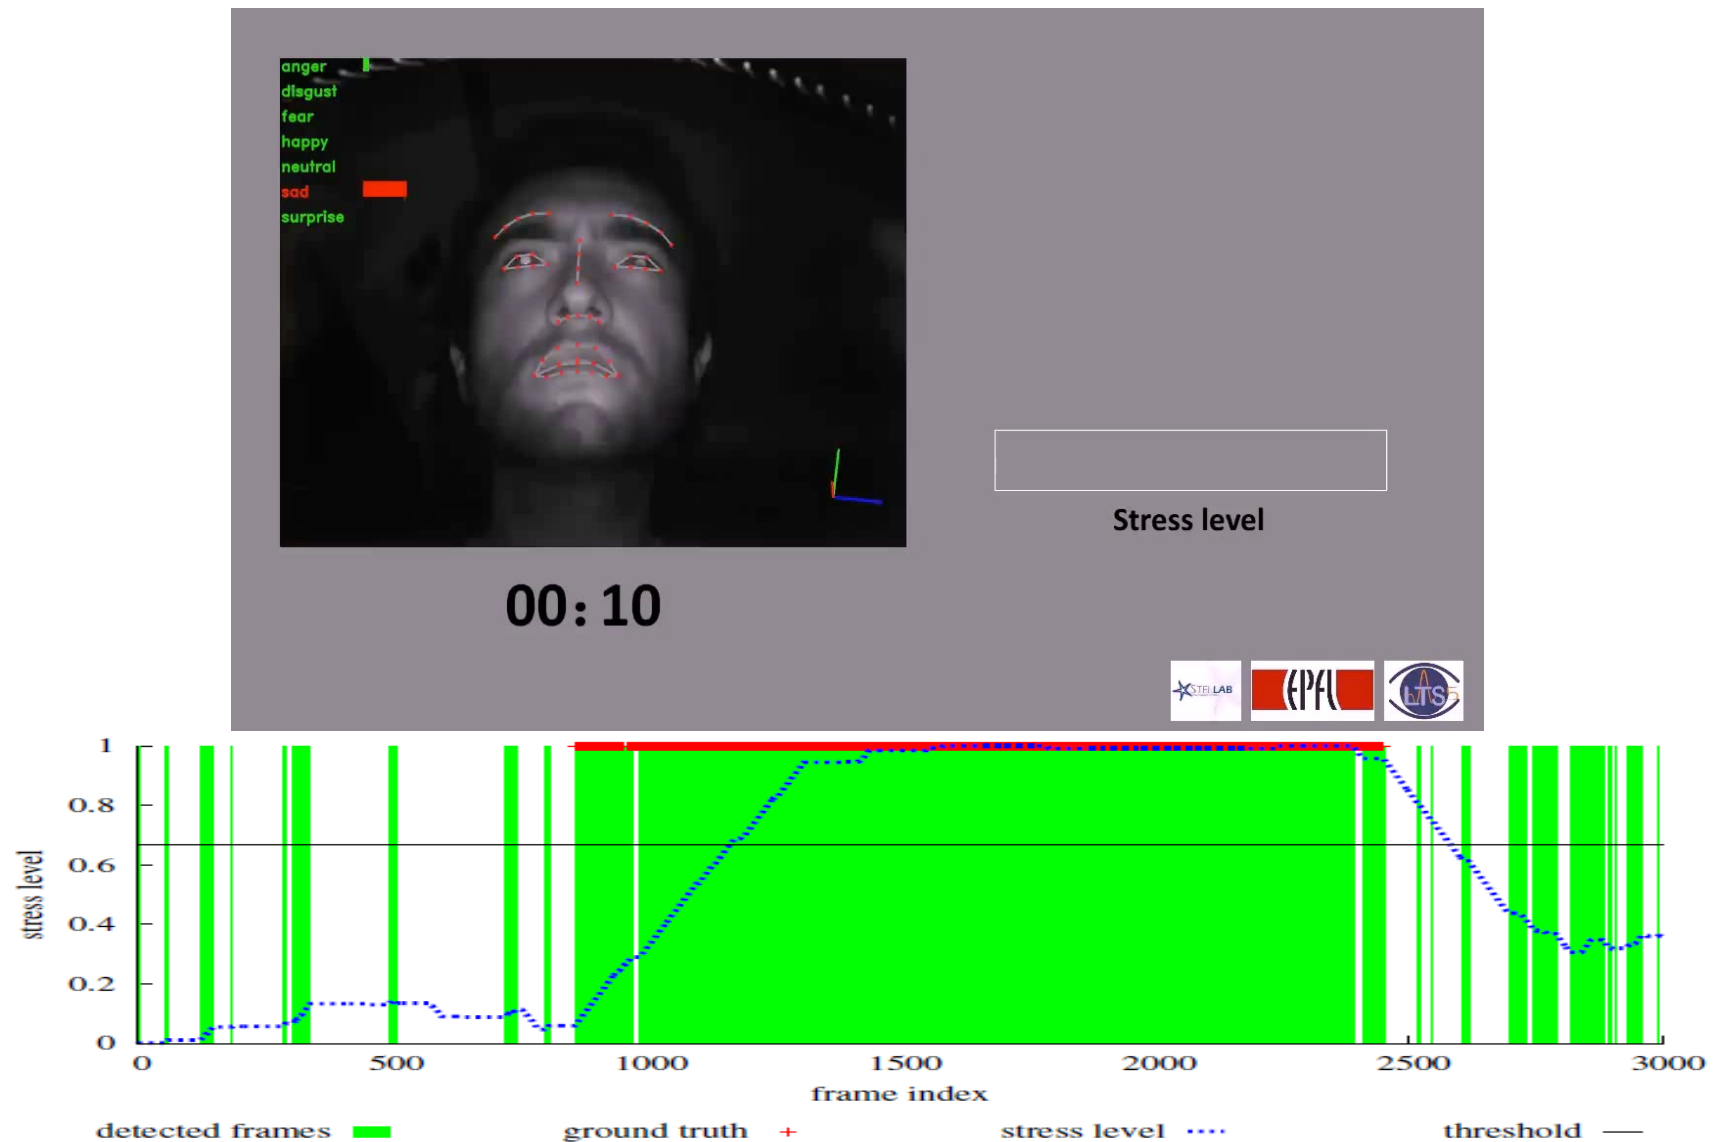 anger
disgust
fear
happy
neutral
sad
surprise
Stress level
00:10
STELLAB
EPFL
LTS5
1
0.8
0.6
0.4
0.2
0
stress level
0 500 1000 1500 2000 2500 3000
frame index
detected frames ground truth stress level threshold